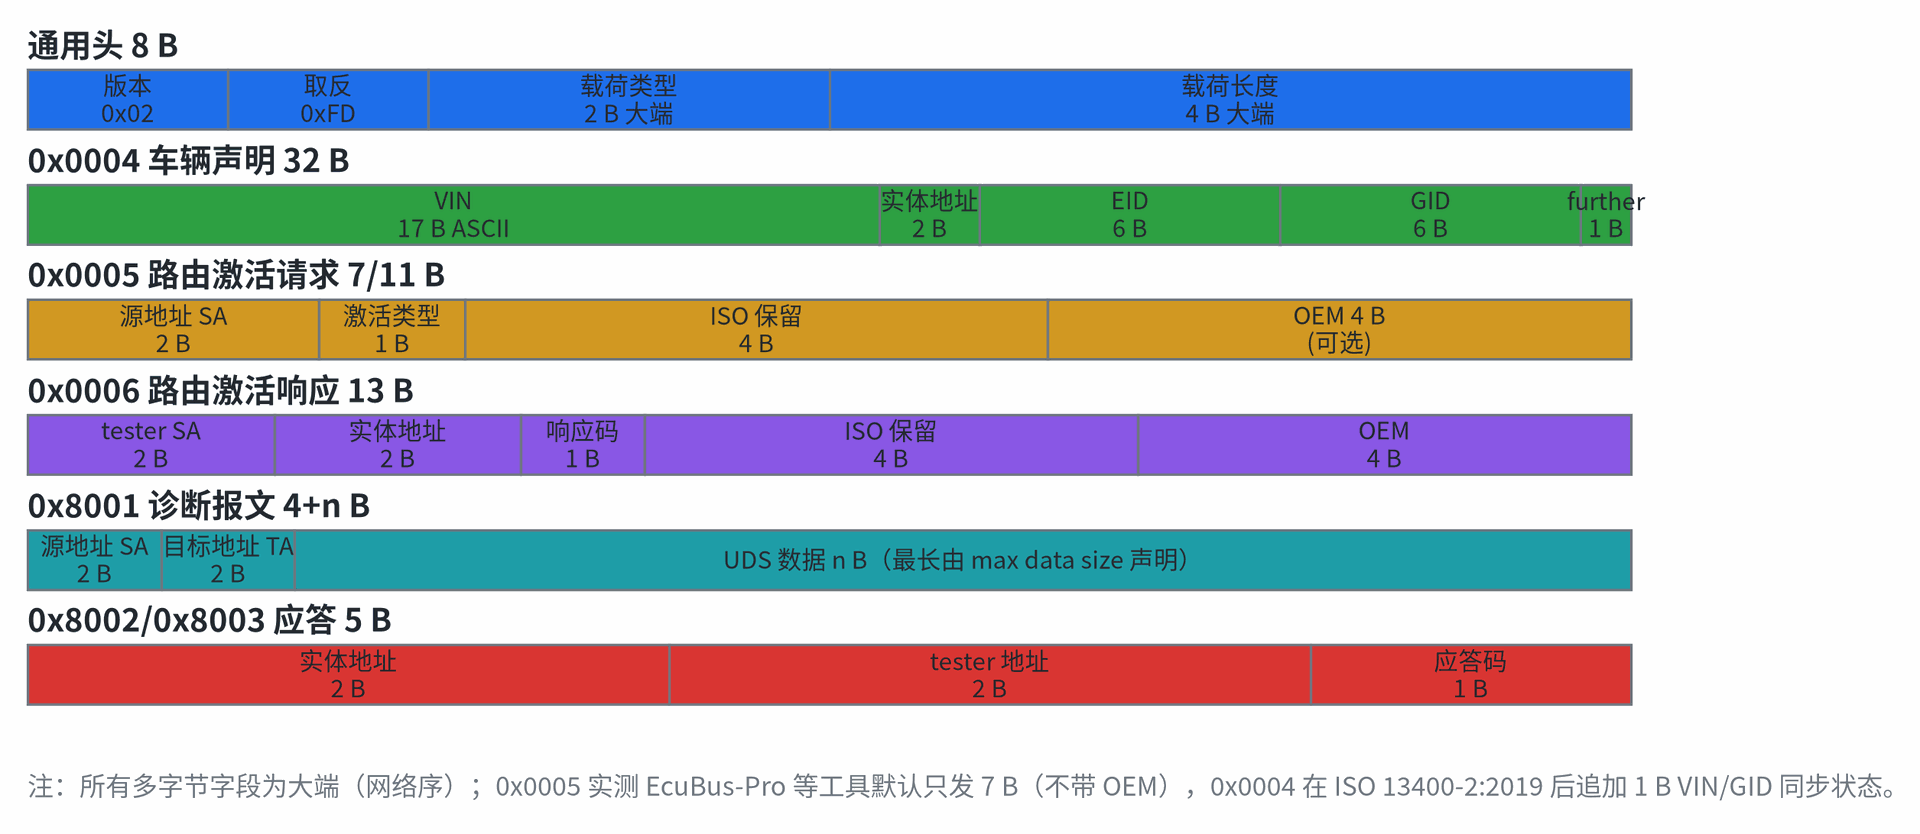 通用头 8 B
版本 取反 载荷类型 载荷长度
0x02 0xFD 2 B 大端 4 B 大端
0x0004 车辆声明 32 B
VIN 实体地址 EID GID further
17 B ASCII 2 B 6 B 6 B 1 B
0x0005 路由激活请求 7/11 B
源地址 SA 激活类型 ISO 保留 OEM 4 B
2 B 1 B 4 B (可选)
0x0006 路由激活响应 13 B
tester SA 实体地址 响应码 ISO 保留 OEM
2 B 2 B 1 B 4 B 4 B
0x8001 诊断报文 4+n B
源地址 SA 目标地址 TA UDS 数据 n B（最长由 max data size 声明）
2 B 2 B
0x8002/0x8003 应答 5 B
实体地址 tester 地址 应答码
2 B 2 B 1 B
注：所有多字节字段为大端（网络序）；0x0005 实测 EcuBus-Pro 等工具默认只发 7 B（不带 OEM），0x0004 在 ISO 13400-2:2019 后追加 1 B VIN/GID 同步状态。